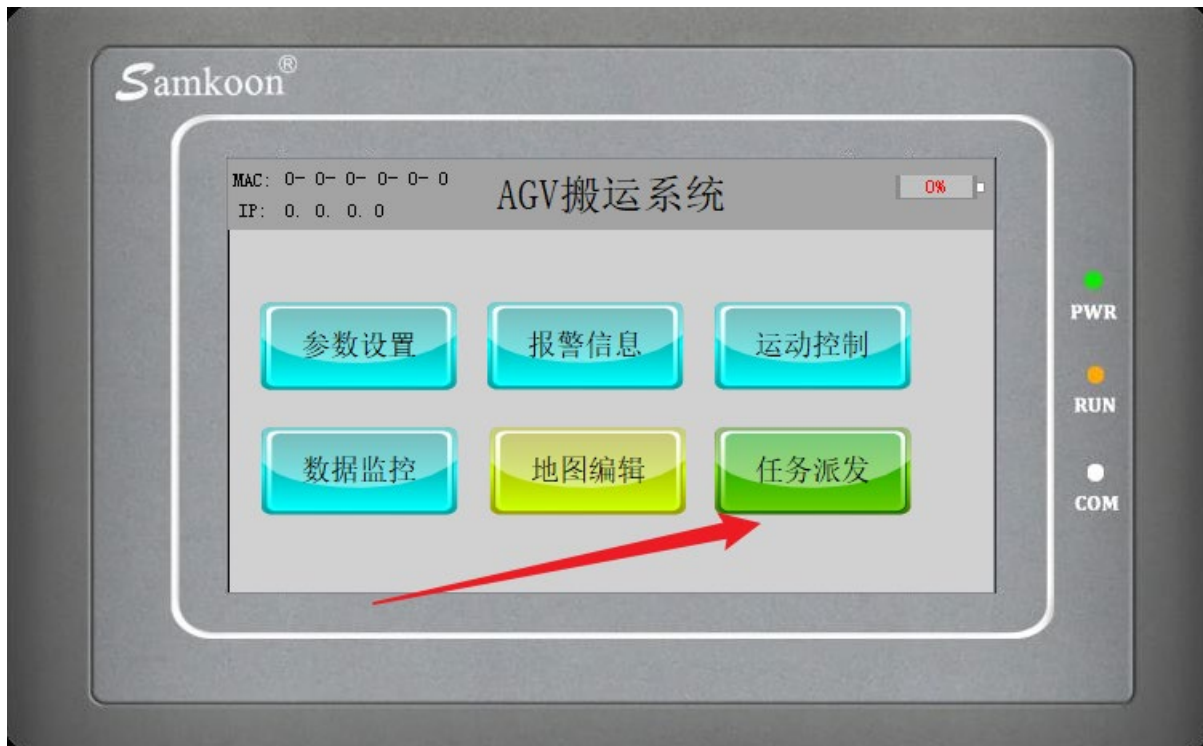 Samkoon®
MAC: 0- 0- 0- 0- 0- 0
IP: 0. 0. 0. 0
AGV搬运系统
0%
参数设置
报警信息
运动控制
数据监控
地图编辑
任务派发
PWR
RUN
COM